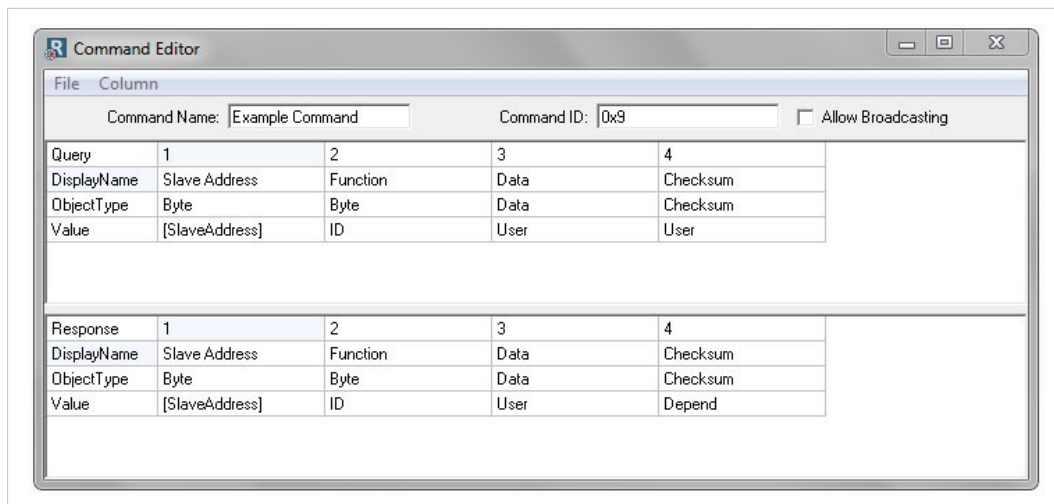 Command Editor
File Column
Command Name: Example Command Command ID: 0x9 Allow Broadcasting
Query 1 2 3 4
DisplayName Slave Address Function Data Checksum
ObjectType Byte Byte Data Checksum
Value [SlaveAddress] ID User User
Response 1 2 3 4
DisplayName Slave Address Function Data Checksum
ObjectType Byte Byte Data Checksum
Value [SlaveAddress] ID User Depend